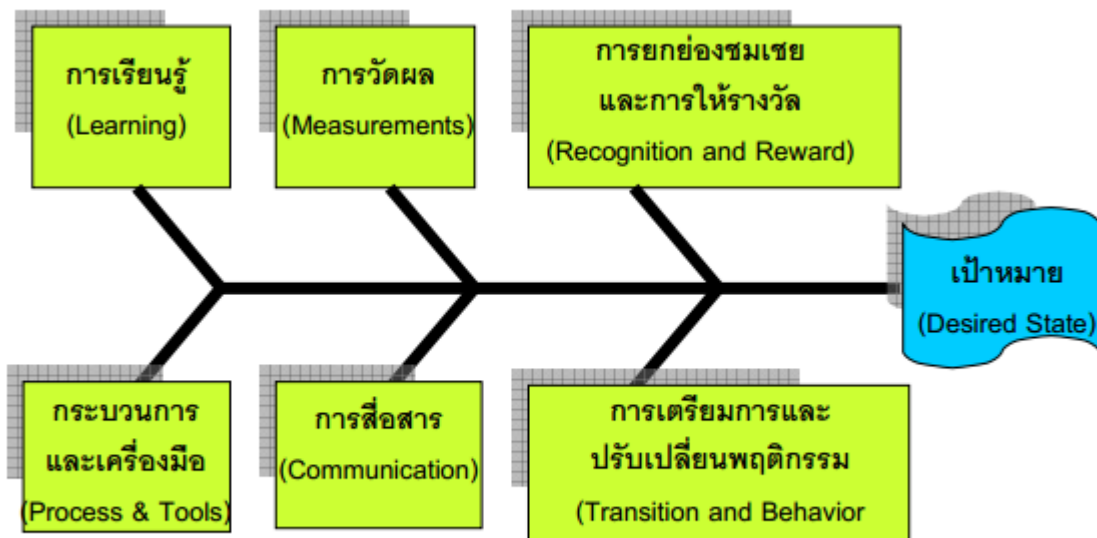 การเรียนรู้
(Learning)
การวัดผล
(Measurements)
การยกย่องชมเชย
และการให้รางวัล
(Recognition and Reward)
เป้าหมาย
(Desired State)
กระบวนการ
และเครื่องมือ
(Process & Tools)
การสื่อสาร
(Communication)
การเตรียมการและ
ปรับเปลี่ยนพฤติกรรม
(Transition and Behavior